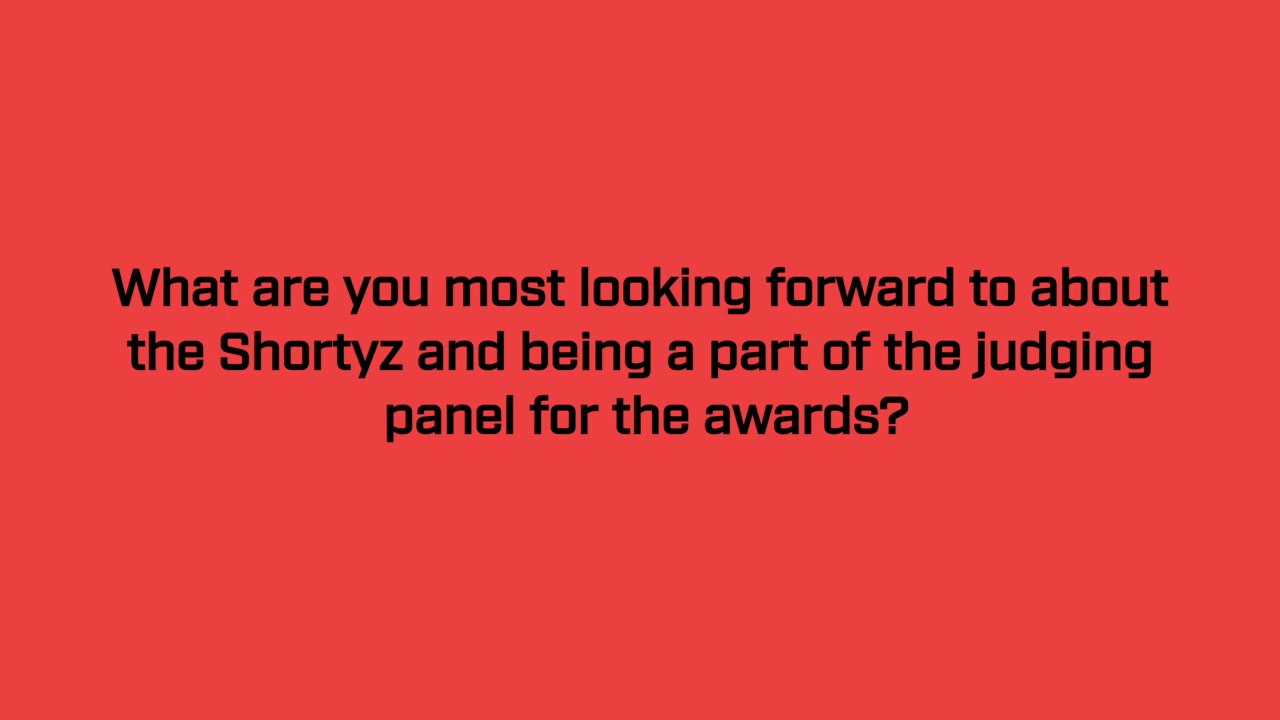 What are you most looking forward to about
the Shortyz and being a part of the judging
panel for the awards?